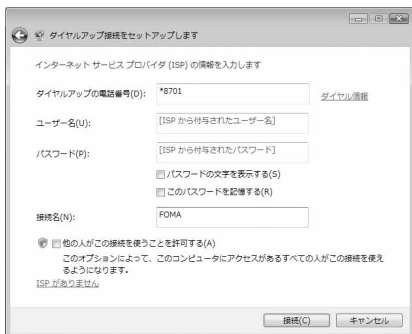 ダイヤルアップ接続をセットアップします
インターネット サービス プロバイダ (ISP) の情報を入力します
ダイヤルアップの電話番号(D): *8701 ダイヤル情報
ユーザー名(U): [ISP から付与されたユーザー名]
パスワード(P): [ISP から付与されたパスワード]
パスワードの文字を表示する(S)
このパスワードを記憶する(R)
接続名(N): FOMA
他の人がこの接続を使うことを許可する(A)
このオプションによって、このコンピュータにアクセスがあるすべての人がこの接続を使え
るようになります。
ISP がありません
接続(C) キャンセル